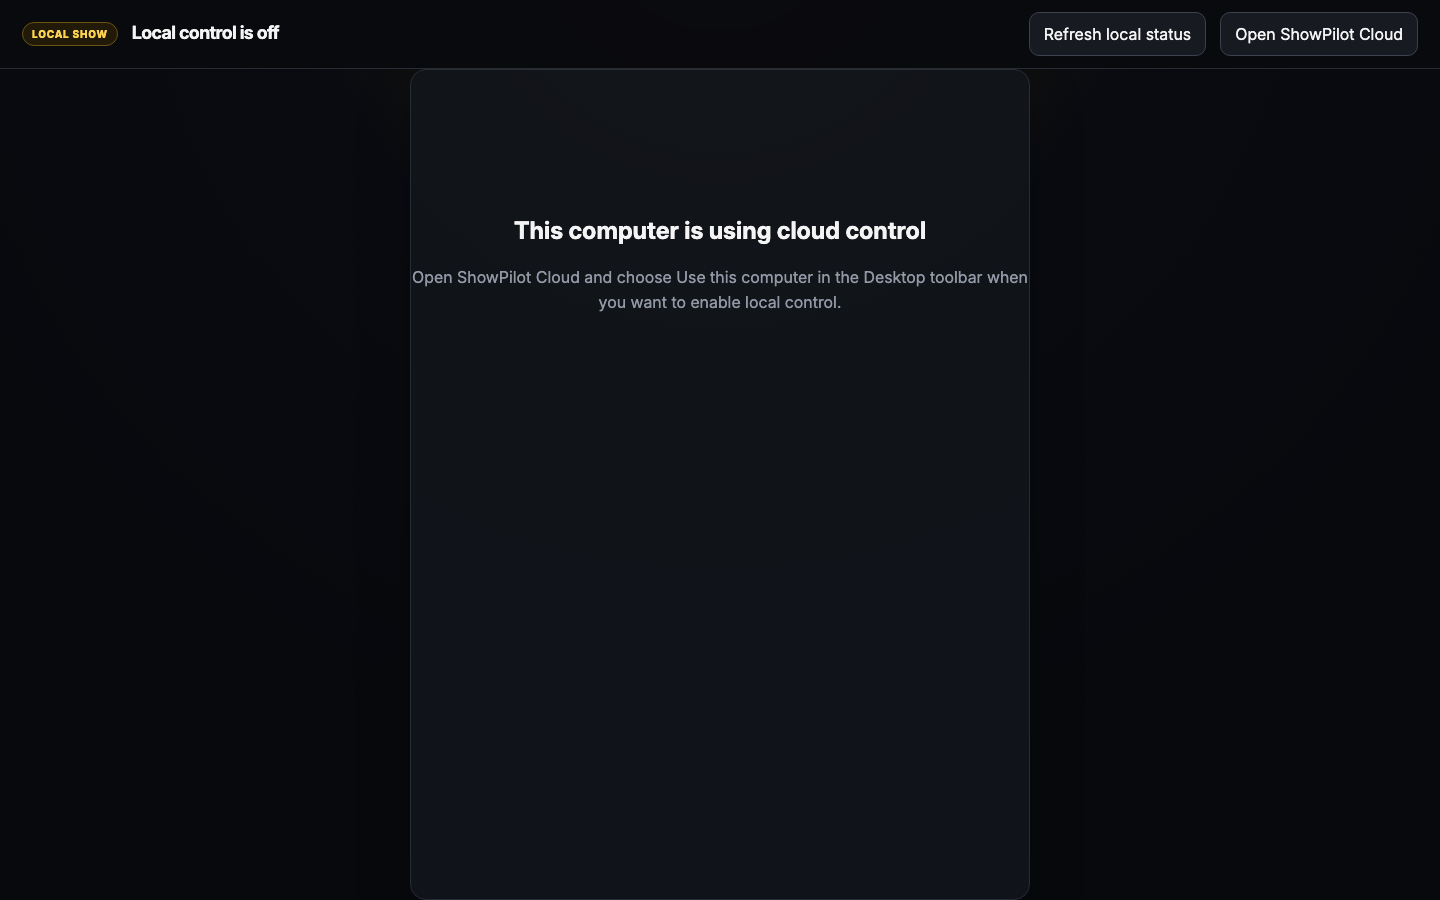 LOCAL SHOW
Local control is off
Refresh local status
Open ShowPilot Cloud
This computer is using cloud control
Open ShowPilot Cloud and choose Use this computer in the Desktop toolbar when
you want to enable local control.